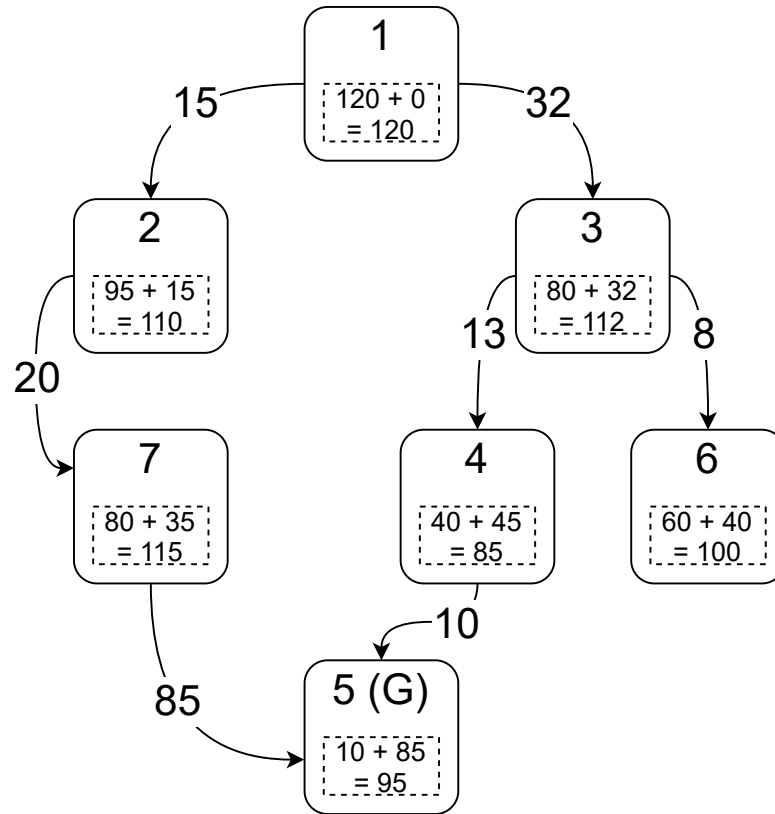 1
120 + 0
= 120
15
32
2
95 + 15
= 110
3
80 + 32
= 112
20
13
8
7
80 + 35
= 115
4
40 + 45
= 85
6
60 + 40
= 100
10
85
5 (G)
10 + 85
= 95